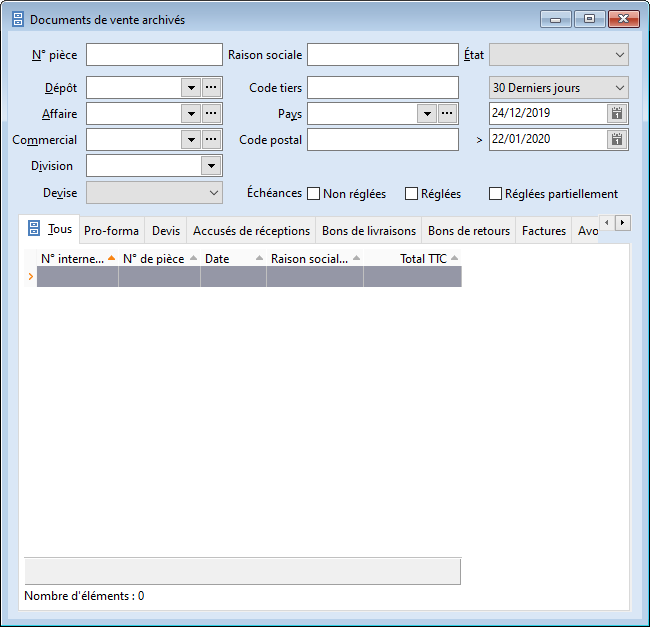 Documents de vente archivés
N° pièce
Raison sociale
État
Dépôt
Code tiers
30 Derniers jours
Affaire
Pays
24/12/2019
Commercial
Code postal
> 22/01/2020
Division
Devise
Échéances
Non réglées
Réglées
Réglées partiellement
Tous
Pro-forma
Devis
Accusés de réceptions
Bons de livraisons
Bons de retours
Factures
Avo
N° interne...
N° de pièce
Date
Raison social...
Total TTC
Nombre d'éléments : 0